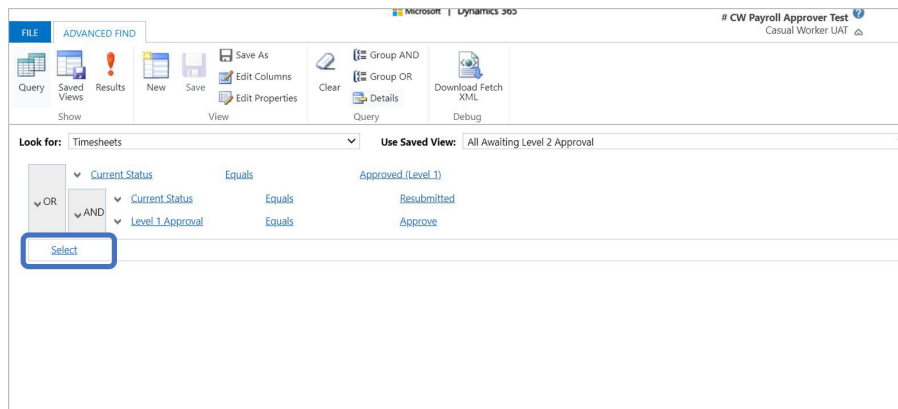 Microsoft | Dynamics 365
# CW Payroll Approver Test
Casual Worker UAT
FILE ADVANCED FIND
Query
Saved Views
Results
New
Save
Save As
Edit Columns
Edit Properties
Clear
Group AND
Group OR
Details
Download Fetch XML
Show View Query Debug
Look for: Timesheets Use Saved View: All Awaiting Level 2 Approval
Current Status Equals Approved (Level 1)
OR
AND
Current Status Equals Resubmitted
Level 1 Approval Equals Approve
Select